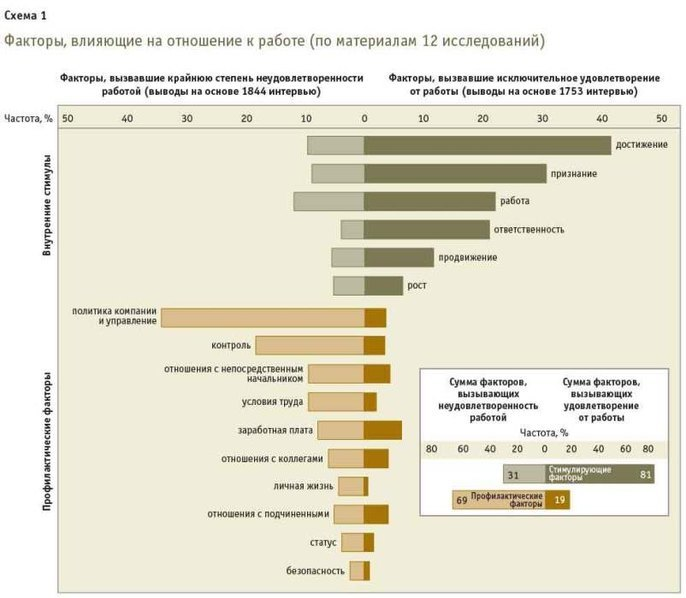 Схема 1
Факторы, влияющие на отношение к работе (по материалам 12 исследований)
Факторы, вызвавшие крайнюю степень неудовлетворенности
работой (выводы на основе 1844 интервью)
Факторы, вызвавшие исключительное удовлетворение
от работы (выводы на основе 1753 интервью)
Частота, % 50 40 30 20 10 0 10 20 30 40 50
Внутренние стимулы
достижение
признание
работа
ответственность
продвижение
рост
Профилактические факторы
политика компании
и управление
контроль
отношения с непосредственным
начальником
условия труда
заработная плата
отношения с коллегами
личная жизнь
отношения с подчиненными
статус
безопасность
Сумма факторов,
вызывающих
неудовлетворенность
работой
Сумма факторов,
вызывающих
удовлетворение
от работы
Частота, %
80 60 40 20 0 20 40 60 80
31 Стимулирующие
факторы 81
69 Профилактические
факторы 19